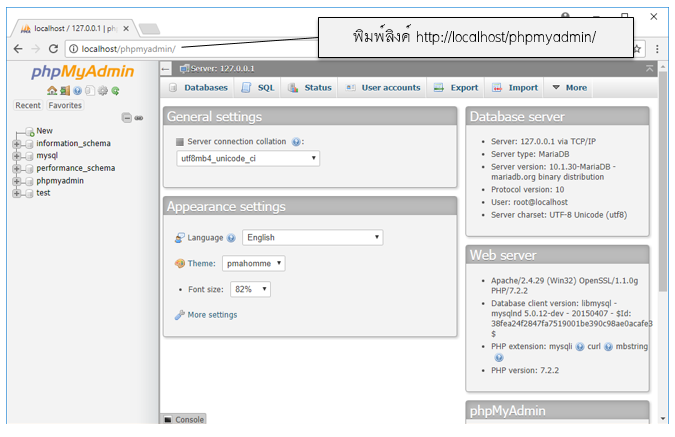 localhost / 127.0.0.1 | ph
localhost/phpmyadmin/
พิมพ์ลิงค์ http://localhost/phpmyadmin/
phpMyAdmin
Recent Favorites
New
information_schema
mysql
performance_schema
phpmyadmin
test
Server: 127.0.0.1
Databases SQL Status User accounts Export Import More
General settings
Server connection collation :
utf8mb4_unicode_ci
Appearance settings
Language English
Theme: pmahomme
Font size: 82%
More settings
Database server
Server: 127.0.0.1 via TCP/IP
Server type: MariaDB
Server version: 10.1.30-MariaDB -
mariadb.org binary distribution
Protocol version: 10
User: root@localhost
Server charset: UTF-8 Unicode (utf8)
Web server
Apache/2.4.29 (Win32) OpenSSL/1.1.0g
PHP/7.2.2
Database client version: libmysql -
mysqlnd 5.0.12-dev - 20150407 - $Id:
38fea24f2847fa7519001be390c98ae0acafe3
$
PHP extension: mysqli curl mbstring
PHP version: 7.2.2
phpMyAdmin
Console